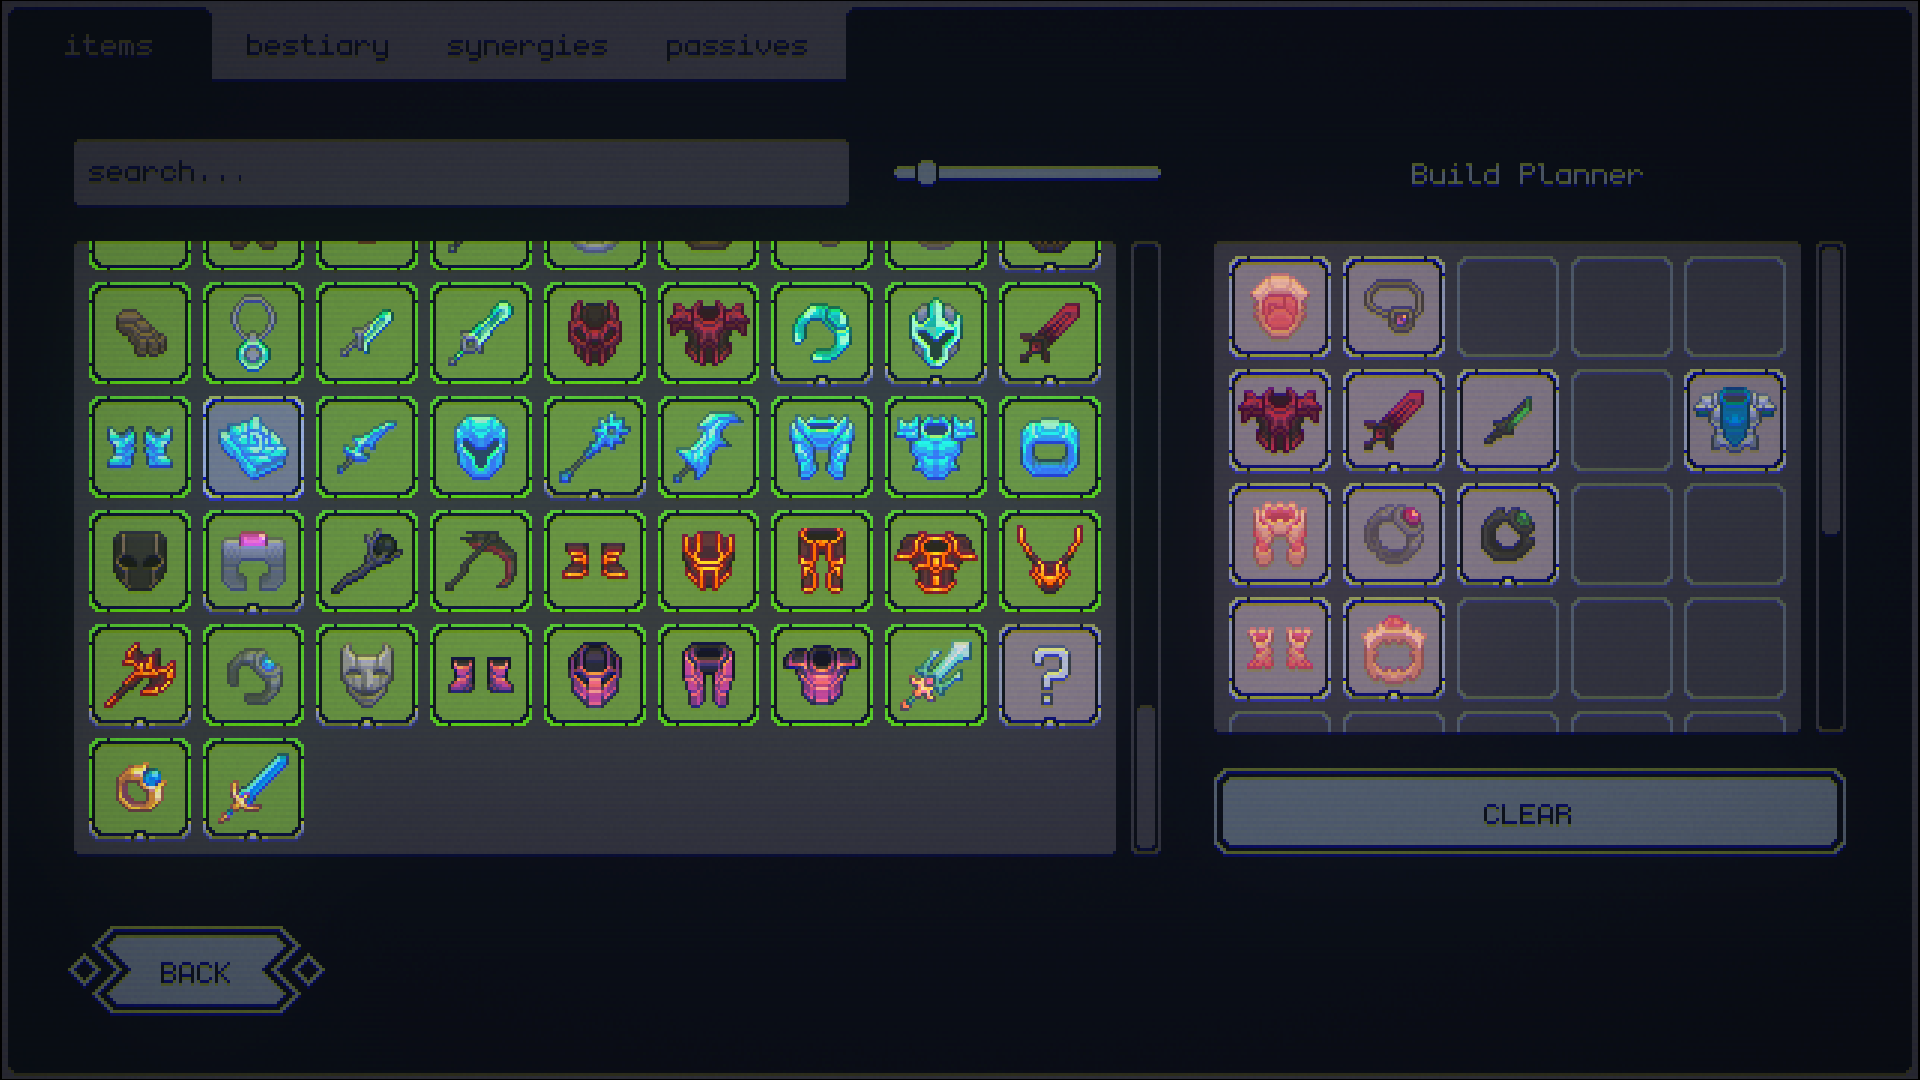 items bestiary synergies passives
search...
Build Planner
?
CLEAR
BACK